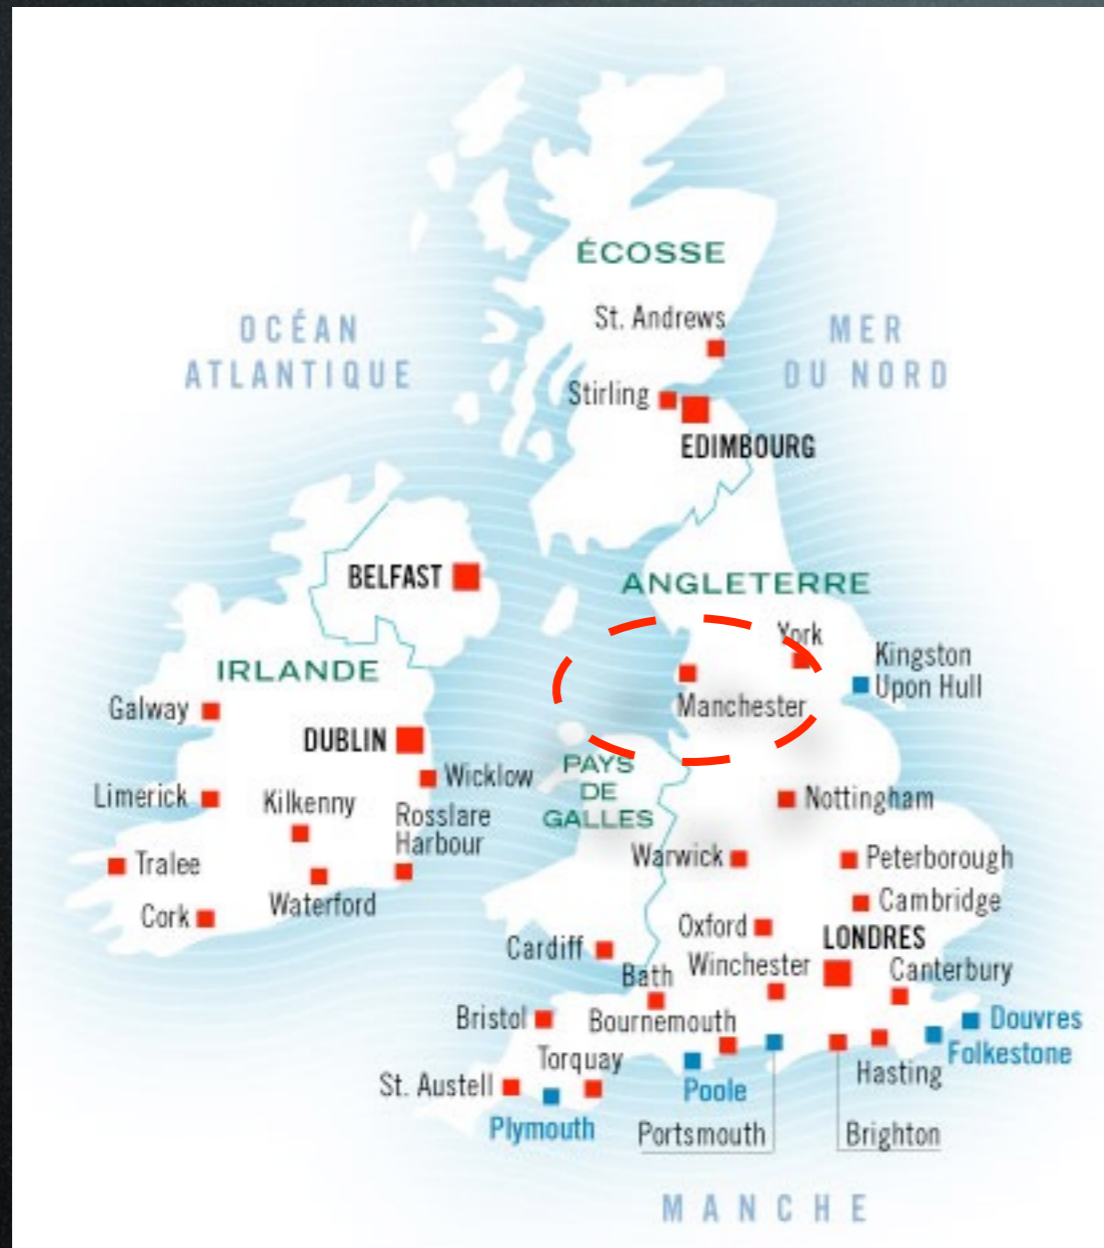 ÉCOSSE
St. Andrews
OCÉAN
ATLANTIQUE
MER
DU NORD
Stirling
EDIMBOURG
BELFAST
ANGLETERRE
York
IRLANDE
Kingston
Upon Hull
Galway
Manchester
DUBLIN
Wicklow
PAYS
DE
GALLES
Limerick
Kilkenny
Rosslare
Harbour
Nottingham
Tralee
Warwick
Peterborough
Waterford
Cork
Cambridge
Oxford
LONDRES
Cardiff
Bath
Winchester
Canterbury
Bristol
Bournemouth
Douvres
Folkestone
Torquay
Hasting
St. Austell
Poole
Plymouth
Portsmouth
Brighton
MANCHE